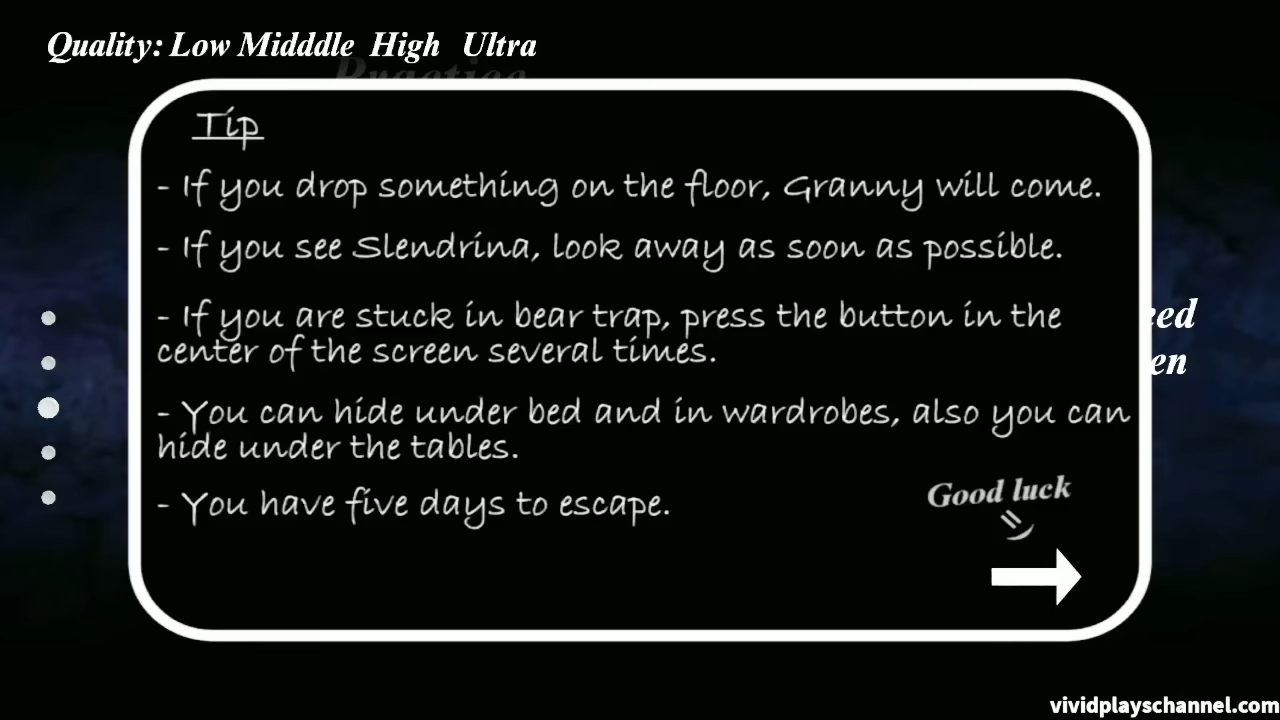 Quality: Low Midddle High Ultra
Practice
Tip
- If you drop something on the floor, Granny will come.
- If you see Slendrina, look away as soon as possible.
- If you are stuck in bear trap, press the button in the
center of the screen several times.
- You can hide under bed and in wardrobes, also you can
hide under the tables.
- You have five days to escape.
Good luck
=)
vividplayschannel.com